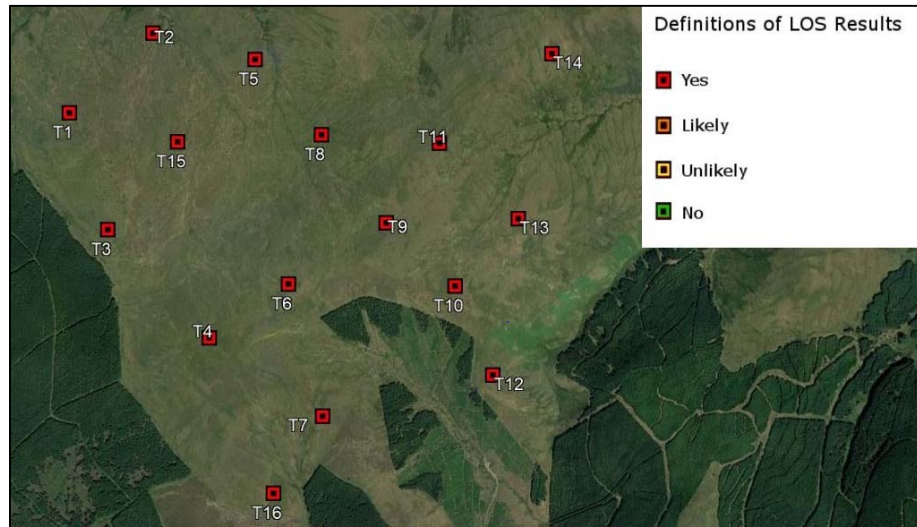 Definitions of LOS Results
Yes
Likely
Unlikely
No
T2
T5
T14
T1
T15
T8
T11
T3
T9
T13
T6
T10
T4
T12
T7
T16